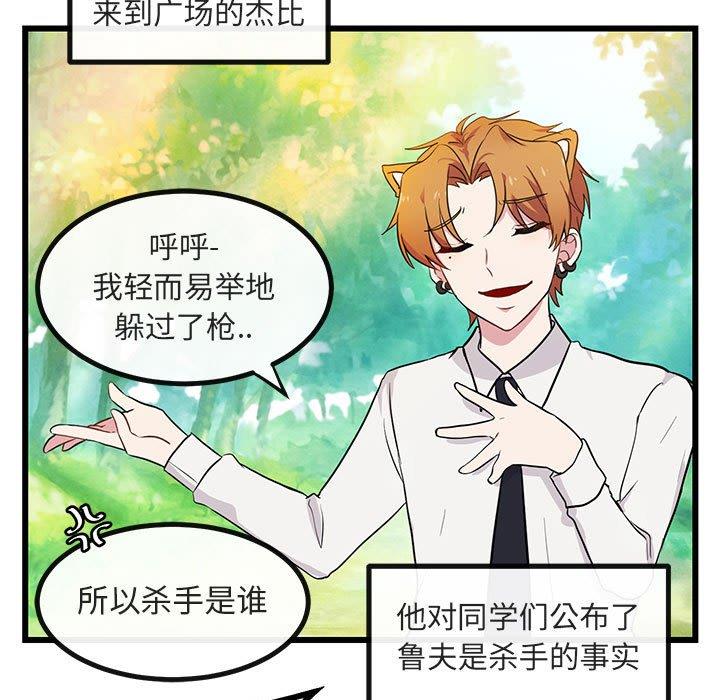 来到广场的杰比
呼呼-
我轻而易举地
躲过了枪..
所以杀手是谁
他对同学们公布了
鲁夫是杀手的事实